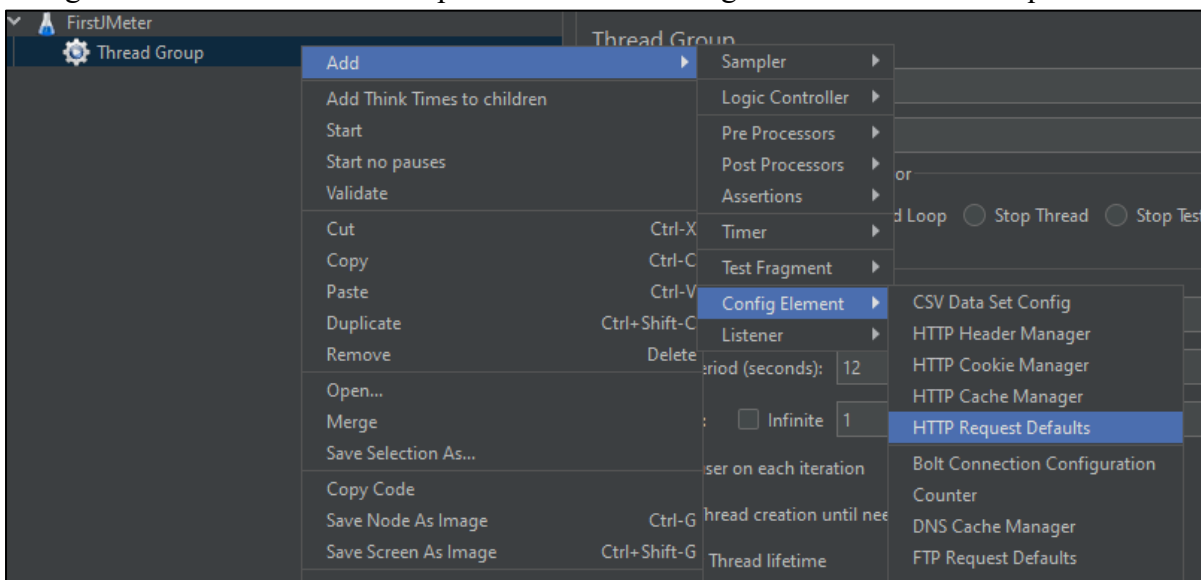 FirstJMeter
Thread Group
Thread Group
Add
Add Think Times to children
Start
Start no pauses
Validate
Cut Ctrl-X
Copy Ctrl-C
Paste Ctrl-V
Duplicate Ctrl+Shift-C
Remove Delete
Open...
Merge
Save Selection As...
Copy Code
Save Node As Image Ctrl-G
Save Screen As Image Ctrl+Shift-G
Sampler
Logic Controller
Pre Processors
Post Processors
Assertions
Timer
Test Fragment
Config Element
Listener
or
d Loop Stop Thread Stop Tes
CSV Data Set Config
HTTP Header Manager
HTTP Cookie Manager
HTTP Cache Manager
HTTP Request Defaults
Bolt Connection Configuration
Counter
DNS Cache Manager
FTP Request Defaults
eriod (seconds): 12
: Infinite 1
ser on each iteration
hread creation until nee
Thread lifetime